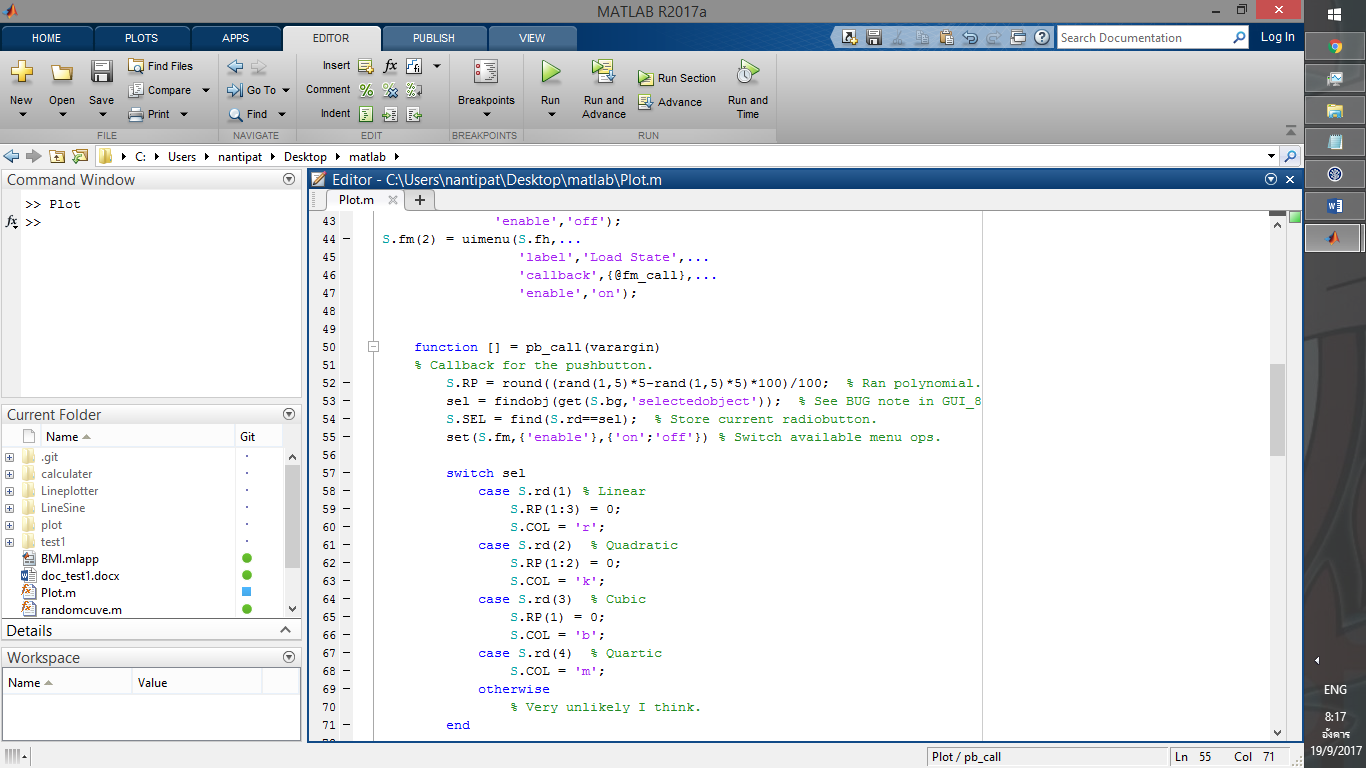 MATLAB R2017a
HOME PLOTS APPS EDITOR PUBLISH VIEW
Search Documentation
Log In
New
Open
Save
Find Files
Compare
Print
FILE
Go To
Find
NAVIGATE
Insert
Comment
Indent
EDIT
Breakpoints
BREAKPOINTS
Run
Run and Advance
Run Section
Advance
Run and Time
RUN
C: Users nantipat Desktop matlab
Command Window
>> Plot
fx >>
Current Folder
Name Git
.git
calculater
Lineplotter
LineSine
plot
test1
BMI.mlapp
doc_test1.docx
Plot.m
randomcuve.m
Details
Workspace
Name Value
Editor - C:\Users\nantipat\Desktop\matlab\Plot.m
Plot.m
43 'enable','off');
44 S.fm(2) = uimenu(S.fh,...
45 'label','Load State',...
46 'callback',{@fm_call},...
47 'enable','on');
48
49
50 function [] = pb_call(varargin)
51 % Callback for the pushbutton.
52 S.RP = round((rand(1,5)*5-rand(1,5)*5)*100)/100;  % Ran polynomial.
53 sel = findobj(get(S.bg,'selectedobject'));  % See BUG note in GUI_8
54 S.SEL = find(S.rd==sel);  % Store current radiobutton.
55 set(S.fm,{'enable'},{'on';'off'}) % Switch available menu ops.
56
57 switch sel
58 case S.rd(1) % Linear
59 S.RP(1:3) = 0;
60 S.COL = 'r';
61 case S.rd(2)  % Quadratic
62 S.RP(1:2) = 0;
63 S.COL = 'k';
64 case S.rd(3)  % Cubic
65 S.RP(1) = 0;
66 S.COL = 'b';
67 case S.rd(4)  % Quartic
68 S.COL = 'm';
69 otherwise
70 % Very unlikely I think.
71 end
Plot / pb_call
Ln 55 Col 71
ENG
8:17
อังคาร
19/9/2017